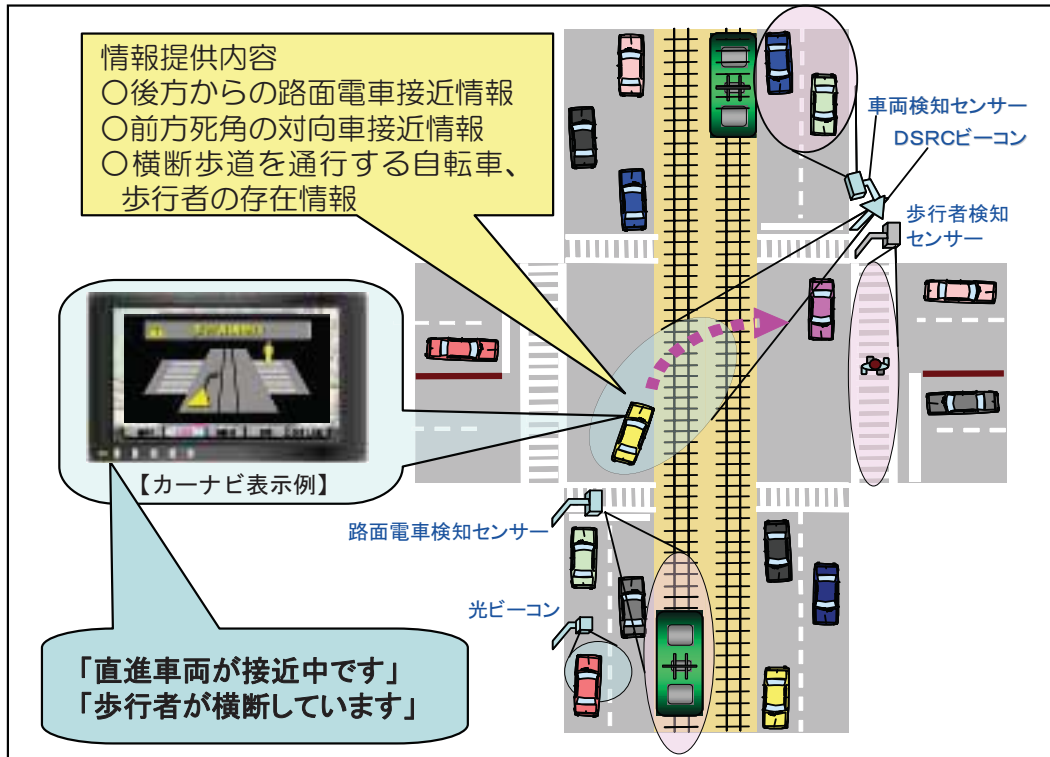 情報提供内容
○後方からの路面電車接近情報
○前方死角の対向車接近情報
○横断歩道を通行する自転車、
歩行者の存在情報
車両検知センサー
DSRCビーコン
歩行者検知
センサー
【カーナビ表示例】
路面電車検知センサー
光ビーコン
「直進車両が接近中です」
「歩行者が横断しています」